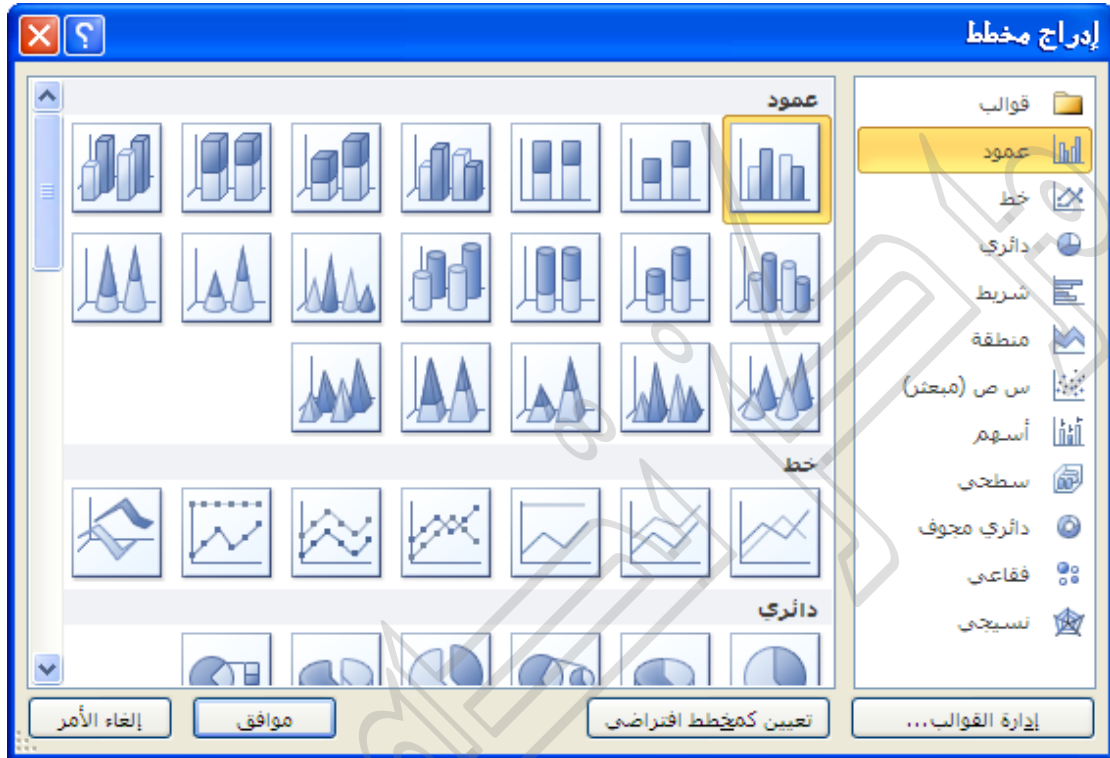 إدراج مخطط
قوالب
عمود
خط
دائري
شريط
منطقة
س ص (مبعثر)
أسهم
سطحي
دائري مجوف
فقاعي
نسيجي
عمود
خط
دائري
إدارة القوالب...
تعيين كمخطط افتراضي
موافق
إلغاء الأمر